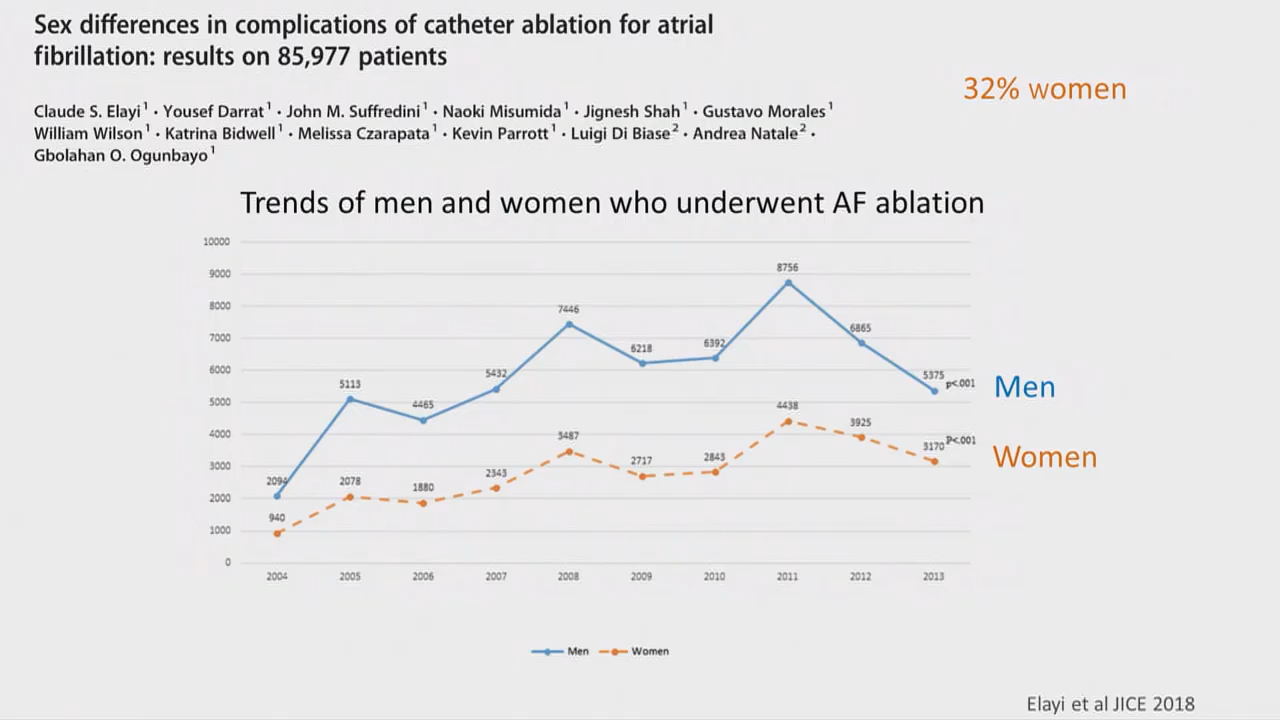 Sex differences in complications of catheter ablation for atrial
fibrillation: results on 85,977 patients
32% women
Claude S. Elayi¹ · Yousef Darrat¹ · John M. Suffredini¹ · Naoki Misumida¹ · Jignesh Shah¹ · Gustavo Morales¹
William Wilson¹ · Katrina Bidwell¹ · Melissa Czarapata¹ · Kevin Parrott¹ · Luigi Di Biase² · Andrea Natale² ·
Gbolahan O. Ogunbayo¹
Trends of men and women who underwent AF ablation
10000
9000
8000
7000
6000
5000
4000
3000
2000
1000
0
2094
5113
4465
5432
7446
6218
6392
8756
6865
5375
p<.001
Men
940
2078
1880
2343
3487
2717
2843
4438
3925
3170
P<.001
Women
2004 2005 2006 2007 2008 2009 2010 2011 2012 2013
Men Women
Elayi et al JICE 2018